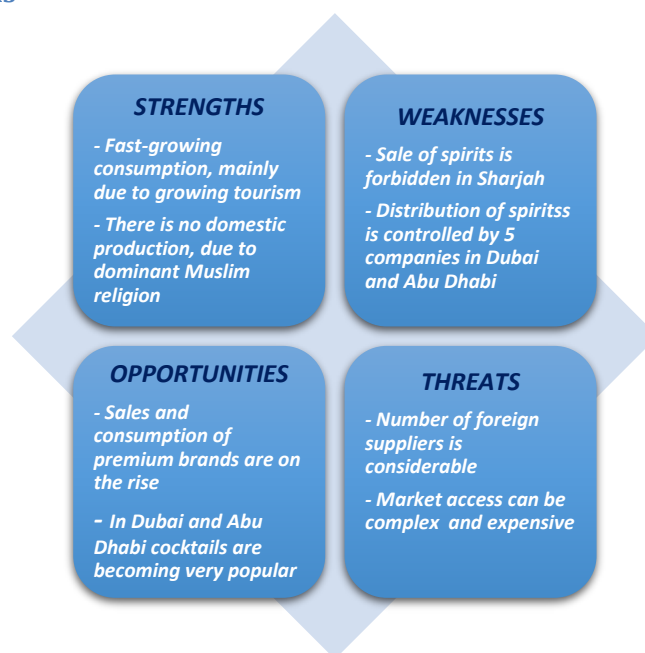 STRENGTHS
- Fast-growing
consumption, mainly
due to growing tourism
- There is no domestic
production, due to
dominant Muslim
religion
WEAKNESSES
- Sale of spirits is
forbidden in Sharjah
- Distribution of spiritss
is controlled by 5
companies in Dubai
and Abu Dhabi
OPPORTUNITIES
- Sales and
consumption of
premium brands are on
the rise
- In Dubai and Abu
Dhabi cocktails are
becoming very popular
THREATS
- Number of foreign
suppliers is
considerable
- Market access can be
complex and expensive